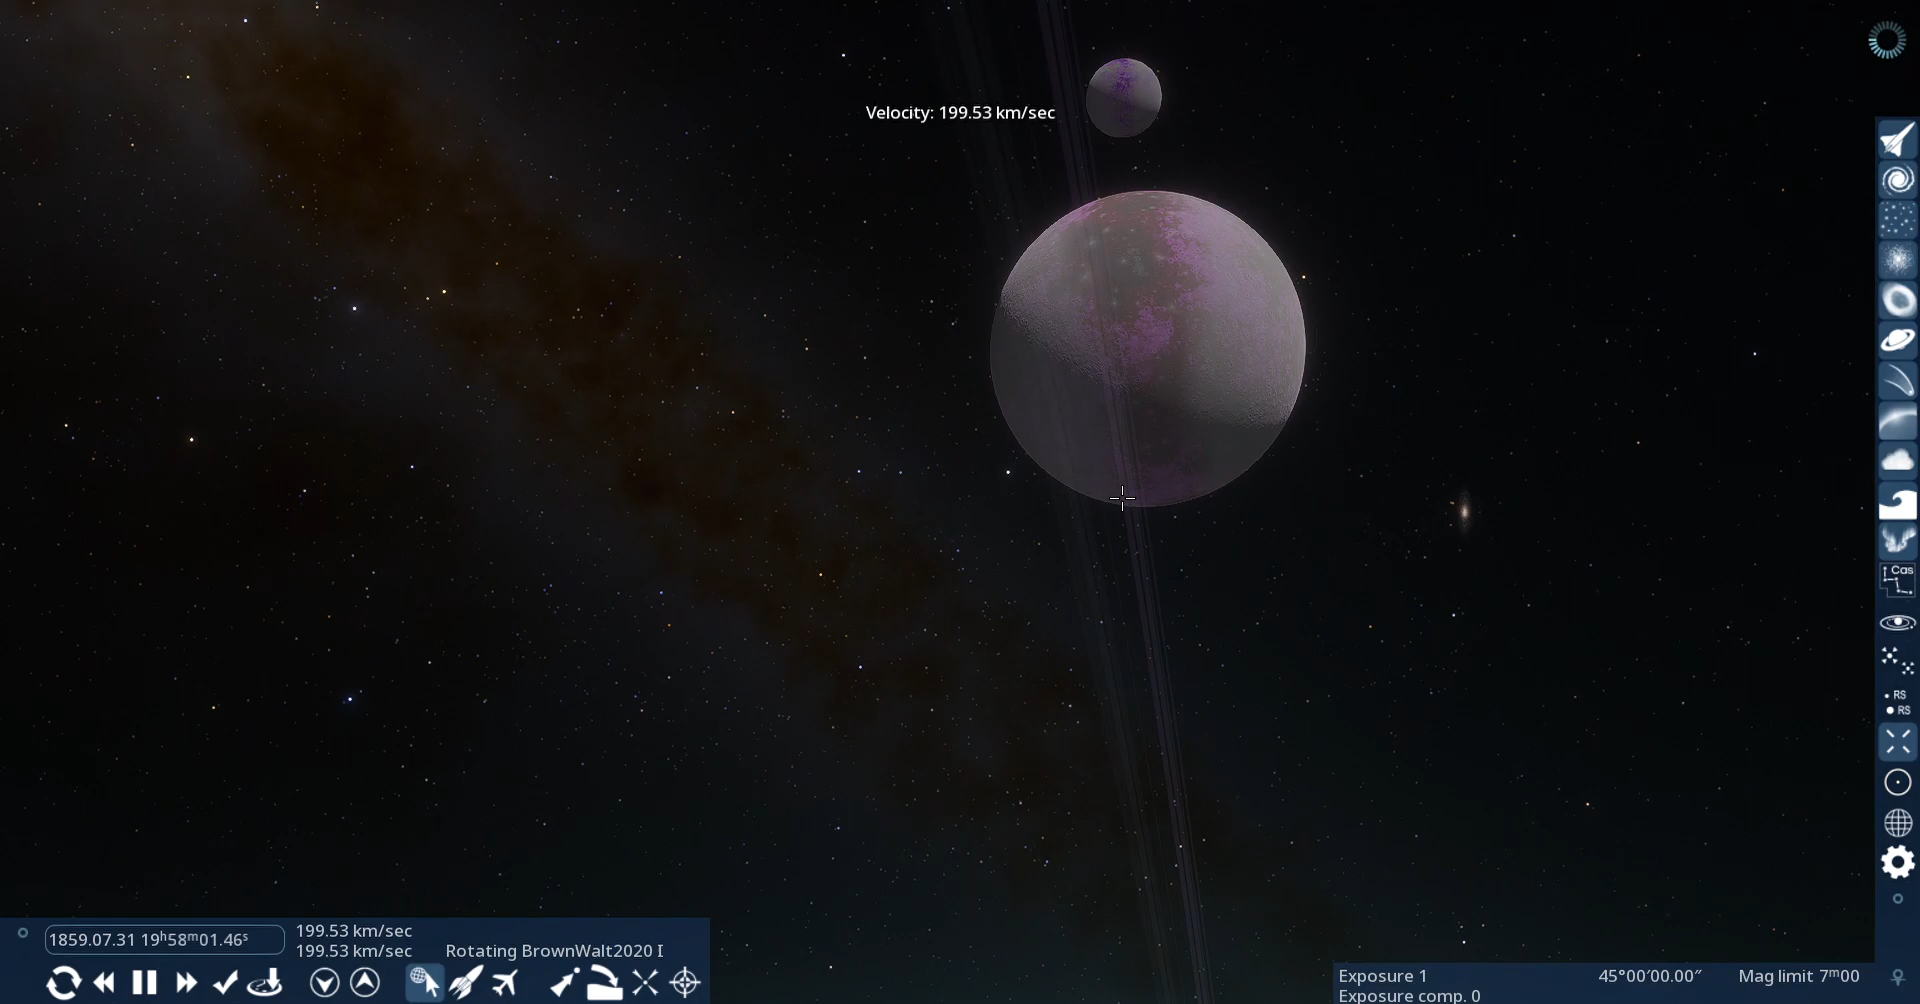 Velocity: 199.53 km/sec
Cas
RS
RS
1859.07.31 19ʰ58ᵐ01.46ˢ
199.53 km/sec
199.53 km/sec
Rotating BrownWalt2020 I
Exposure 1
45°00′00.00″
Mag limit 7ᵐ00
Exposure comp. 0